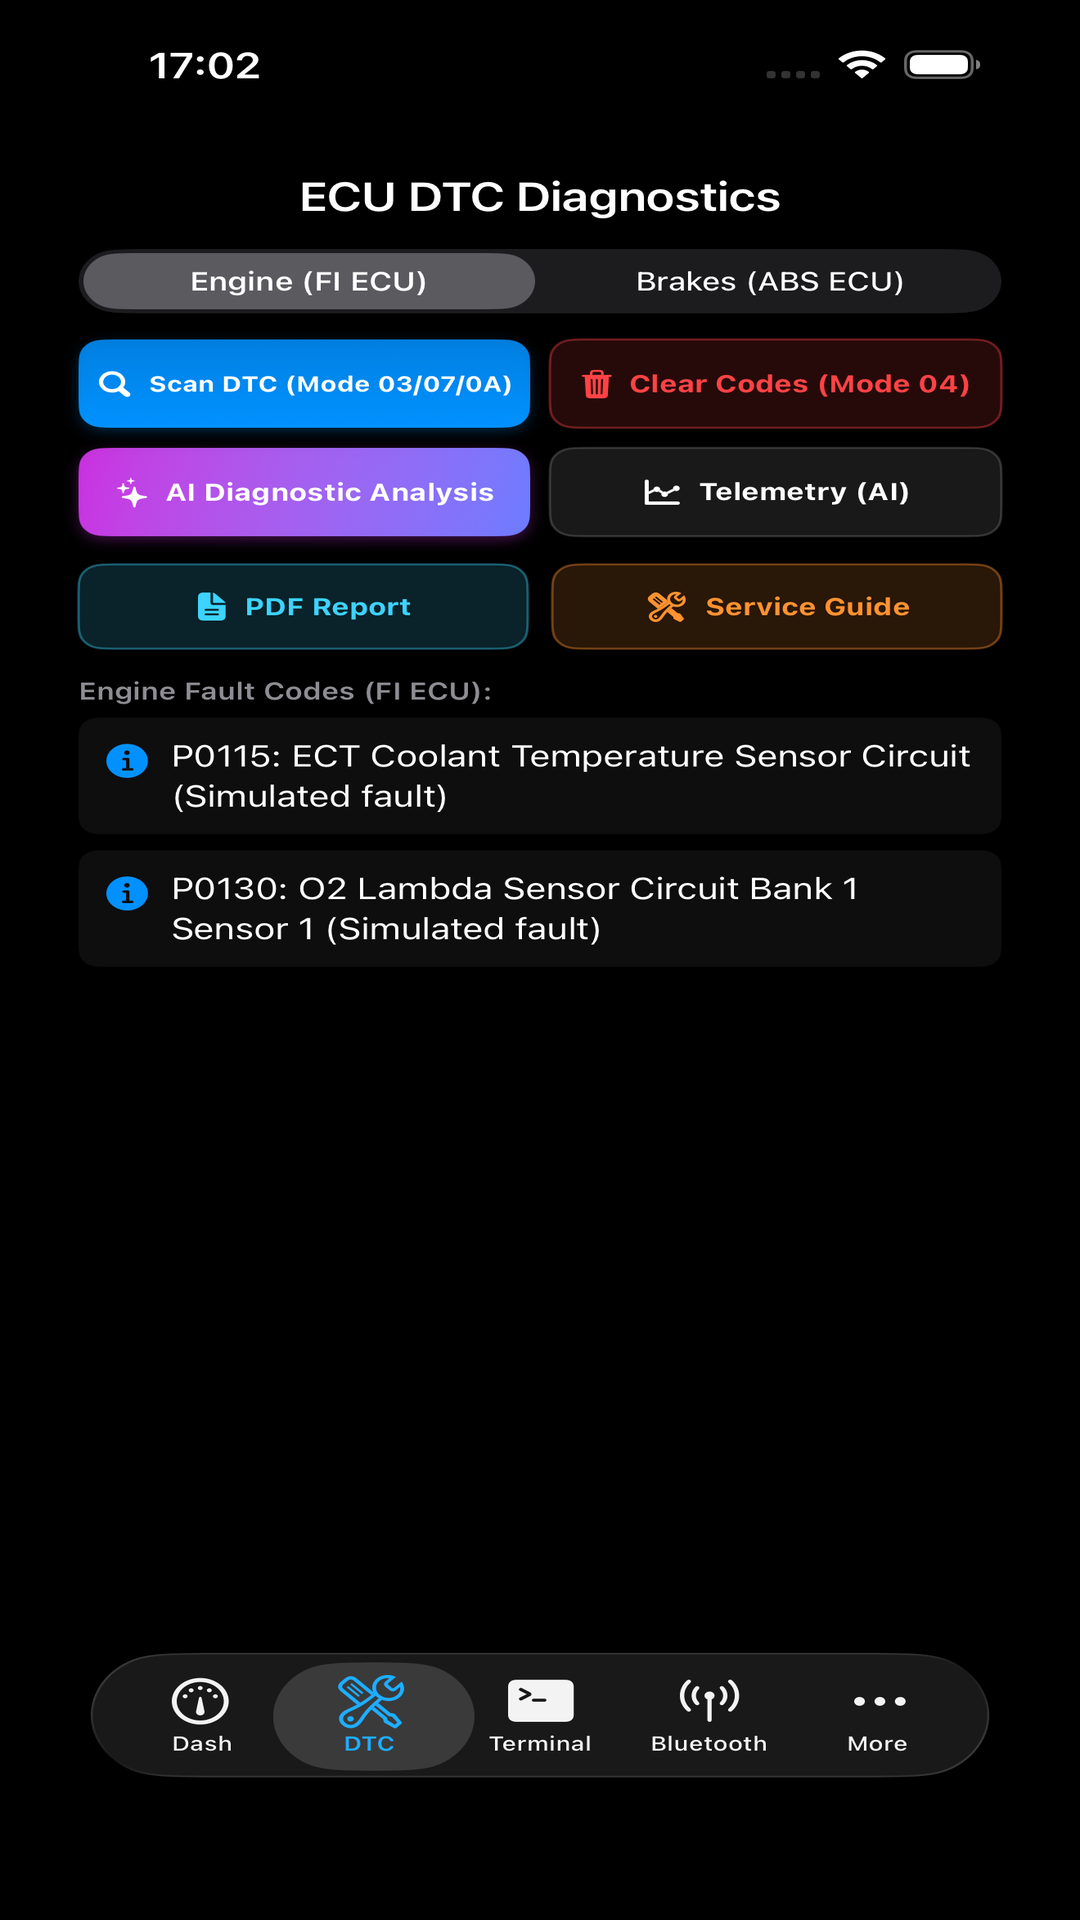 17:02
ECU DTC Diagnostics
Engine (FI ECU)
Brakes (ABS ECU)
Scan DTC (Mode 03/07/0A)
Clear Codes (Mode 04)
AI Diagnostic Analysis
Telemetry (AI)
PDF Report
Service Guide
Engine Fault Codes (FI ECU):
P0115: ECT Coolant Temperature Sensor Circuit
(Simulated fault)
P0130: O2 Lambda Sensor Circuit Bank 1
Sensor 1 (Simulated fault)
Dash
DTC
Terminal
Bluetooth
More